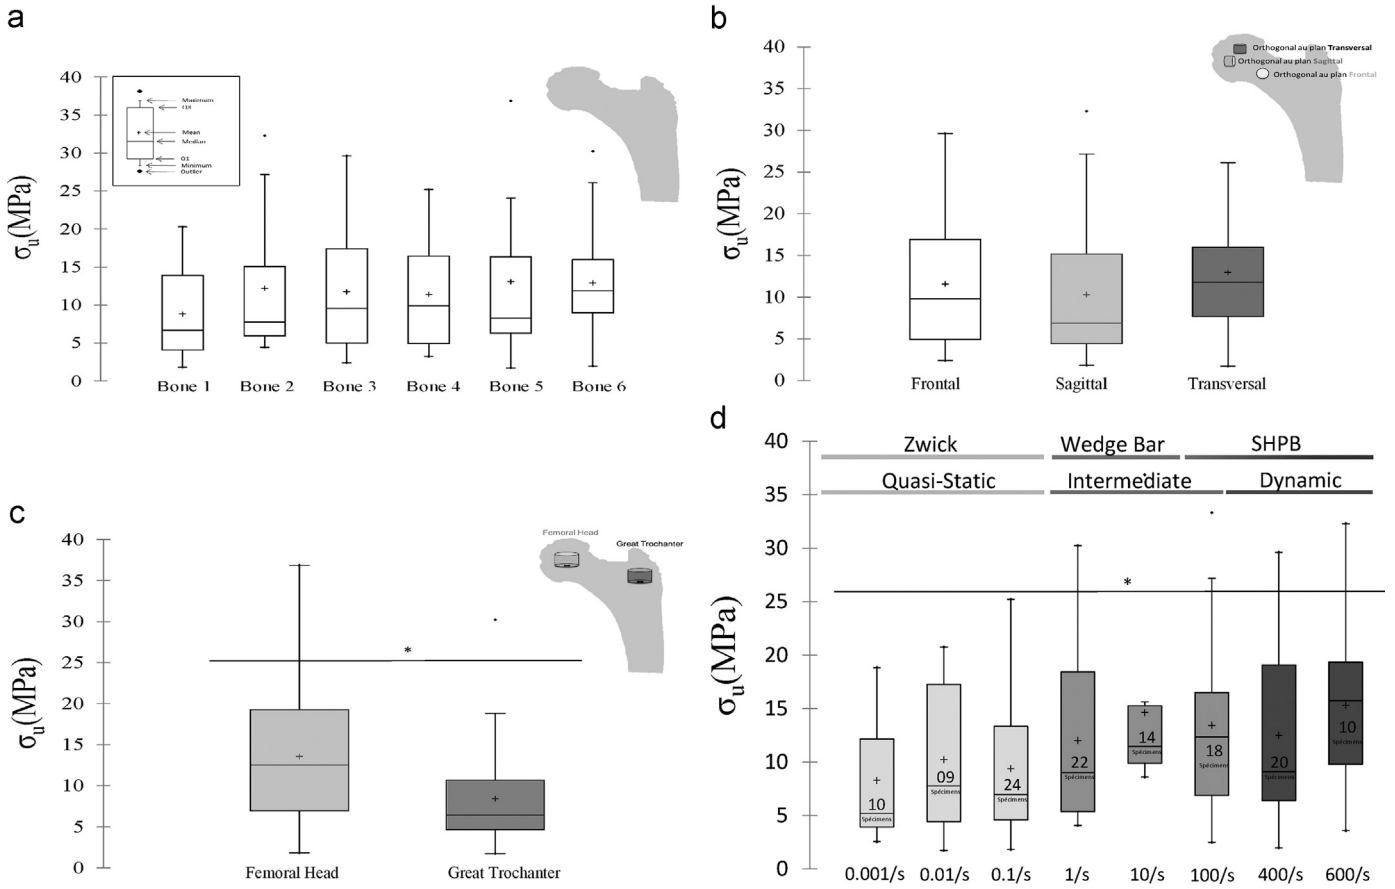 a
40
35
30
25
20
15
10
5
0
σu(MPa)
Maximum
Mean
Median
Q1
Minimum
Outlier
Bone 1 Bone 2 Bone 3 Bone 4 Bone 5 Bone 6
b
40
30
20
15
10
5
0
σu(MPa)
Orthogonal au plan Transversal
Orthogonal au plan Sagittal
Orthogonal au plan Frontal
Frontal Sagittal Transversal
c
40
35
30
25
20
15
10
5
0
σu(MPa)
Femoral Head
Great Trochanter
*
Femoral Head Great Trochanter
d
40
35
30
25
20
15
10
5
0
σu(MPa)
Zwick Wedge Bar SHPB
Quasi-Static Intermediate Dynamic
*
10
Spécimens
09
Spécimens
24
Spécimens
22
Spécimens
14
Spécimens
18
Spécimens
20
Spécimens
10
Spécimens
0.001/s 0.01/s 0.1/s 1/s 10/s 100/s 400/s 600/s